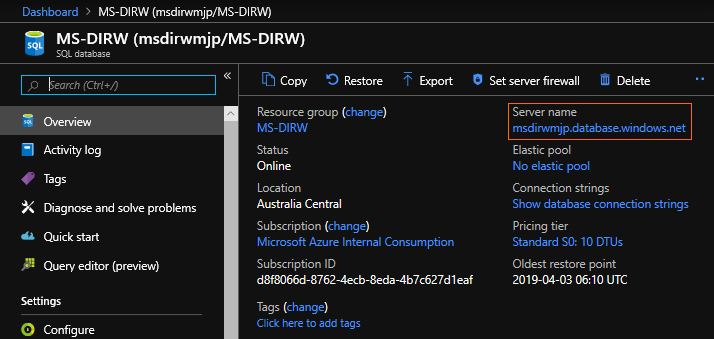 Dashboard > MS-DIRW (msdirwmjp/MS-DIRW)
MS-DIRW (msdirwmjp/MS-DIRW)
SQL database
Search (Ctrl+/)
Overview
Activity log
Tags
Diagnose and solve problems
Quick start
Query editor (preview)
Settings
Configure
Copy Restore Export Set server firewall Delete
Resource group (change)
MS-DIRW
Status
Online
Location
Australia Central
Subscription (change)
Microsoft Azure Internal Consumption
Subscription ID
d8f8066d-8762-4ecb-8eda-4b7c627d1eaf
Tags (change)
Click here to add tags
Server name
msdirwmjp.database.windows.net
Elastic pool
No elastic pool
Connection strings
Show database connection strings
Pricing tier
Standard S0: 10 DTUs
Oldest restore point
2019-04-03 06:10 UTC